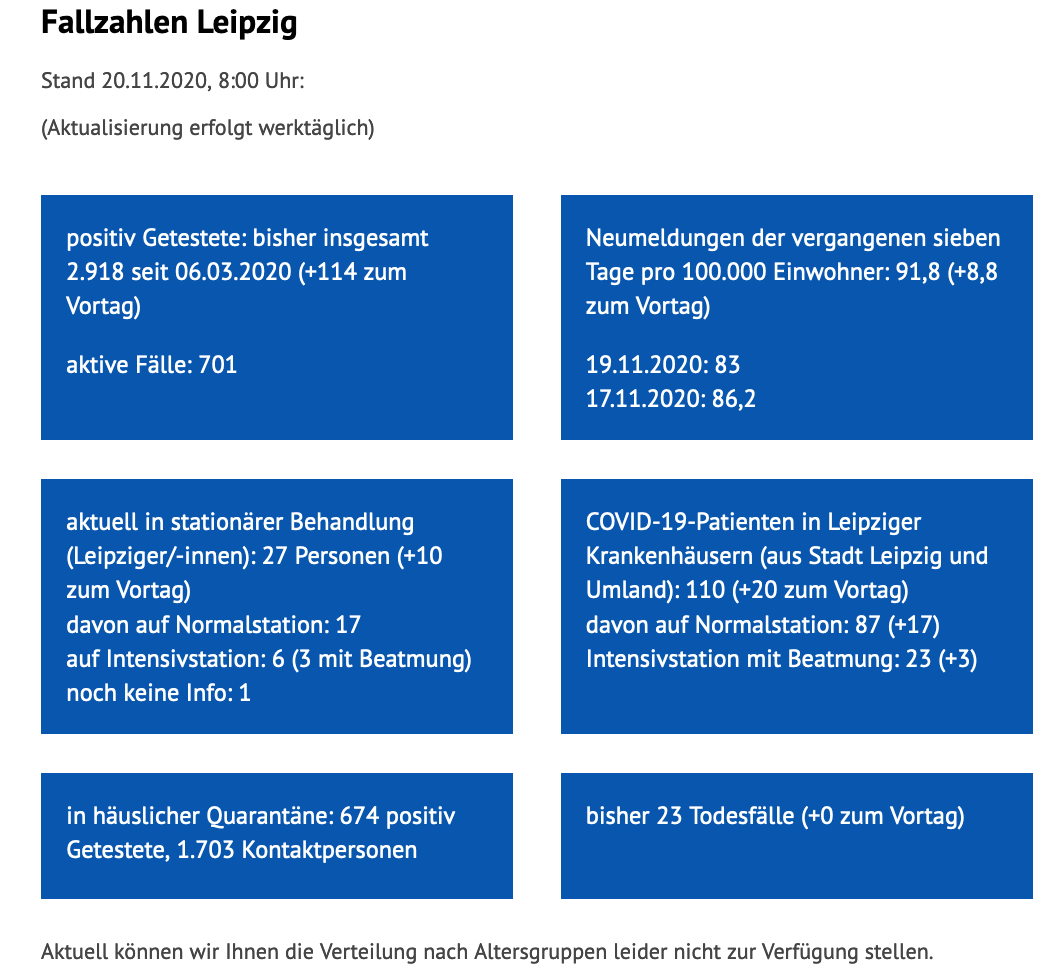 Fallzahlen Leipzig
Stand 20.11.2020, 8:00 Uhr:
(Aktualisierung erfolgt werktäglich)
positiv Getestete: bisher insgesamt
2.918 seit 06.03.2020 (+114 zum
Vortag)
aktive Fälle: 701
Neumeldungen der vergangenen sieben
Tage pro 100.000 Einwohner: 91,8 (+8,8
zum Vortag)
19.11.2020: 83
17.11.2020: 86,2
aktuell in stationärer Behandlung
(Leipziger/-innen): 27 Personen (+10
zum Vortag)
davon auf Normalstation: 17
auf Intensivstation: 6 (3 mit Beatmung)
noch keine Info: 1
COVID-19-Patienten in Leipziger
Krankenhäusern (aus Stadt Leipzig und
Umland): 110 (+20 zum Vortag)
davon auf Normalstation: 87 (+17)
Intensivstation mit Beatmung: 23 (+3)
in häuslicher Quarantäne: 674 positiv
Getestete, 1.703 Kontaktpersonen
bisher 23 Todesfälle (+0 zum Vortag)
Aktuell können wir Ihnen die Verteilung nach Altersgruppen leider nicht zur Verfügung stellen.